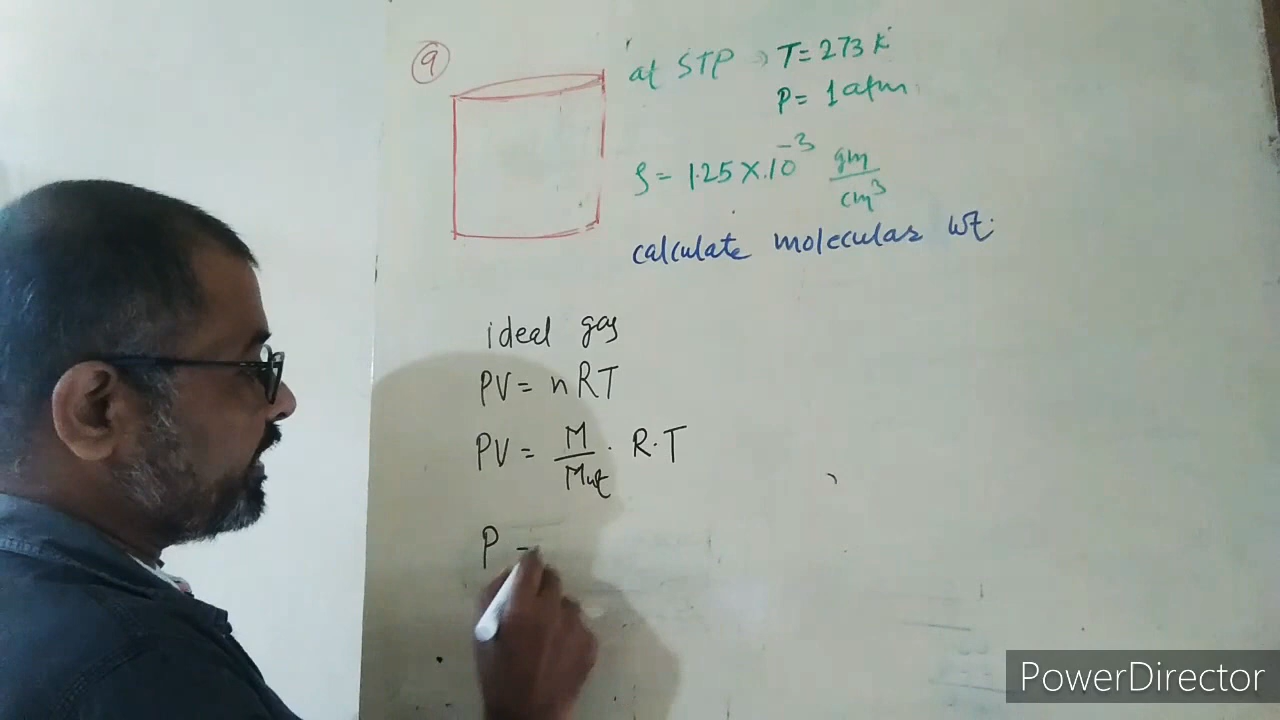 9
at STP → T = 273 K
P = 1 atm
ρ = 1.25 × 10⁻³ gm/cm³
calculate molecular wt.
ideal gas
PV = nRT
PV = M/Mwt · R·T
P =
PowerDirector